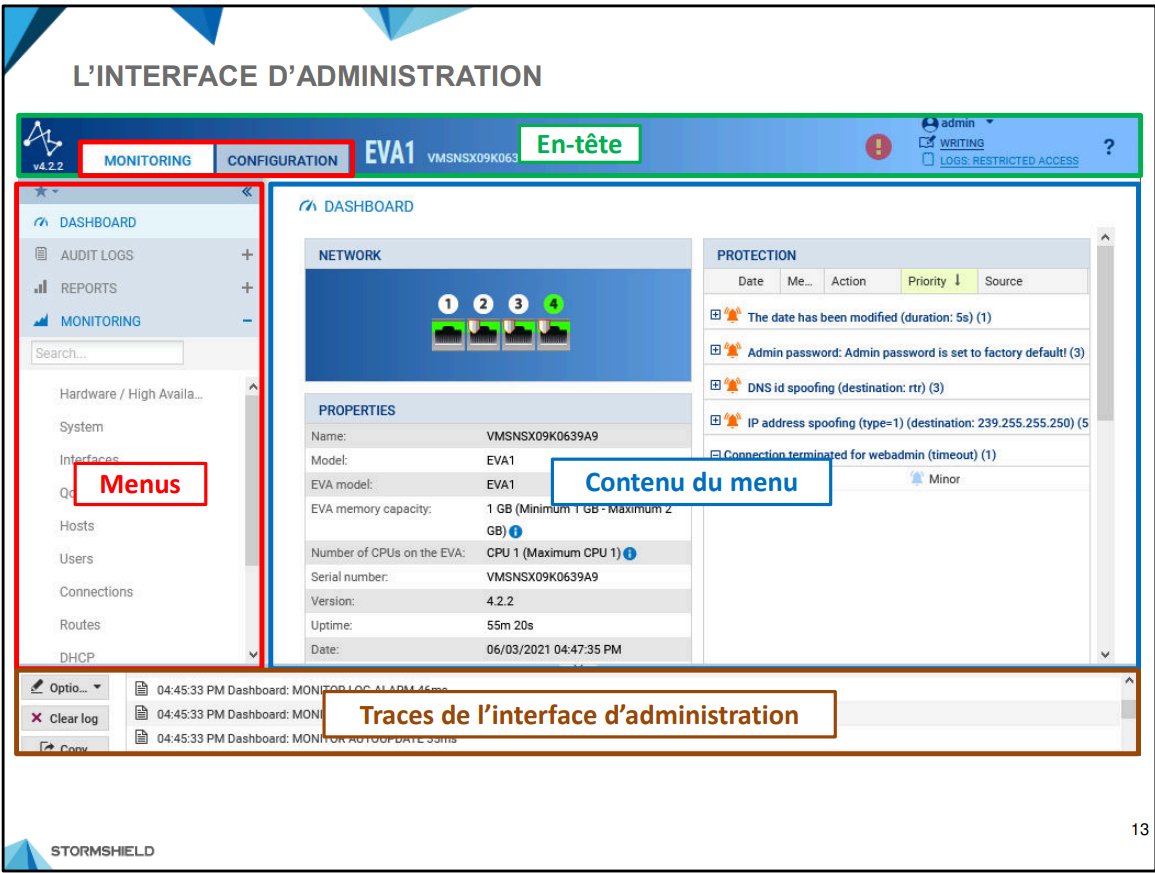 L'INTERFACE D'ADMINISTRATION
v4.2.2
MONITORING
CONFIGURATION
EVA1 VMSNSX09K063
En-tête
admin
WRITING
LOGS: RESTRICTED ACCESS
?
DASHBOARD
AUDIT LOGS
REPORTS
MONITORING
Search...
Hardware / High Availa...
System
Interfaces
Menus
Hosts
Users
Connections
Routes
DHCP
DASHBOARD
NETWORK
1 2 3 4
PROPERTIES
Name: VMSNSX09K0639A9
Model: EVA1
EVA model: EVA1
EVA memory capacity: 1 GB (Minimum 1 GB - Maximum 2
GB)
Number of CPUs on the EVA: CPU 1 (Maximum CPU 1)
Serial number: VMSNSX09K0639A9
Version: 4.2.2
Uptime: 55m 20s
Date: 06/03/2021 04:47:35 PM
Contenu du menu
PROTECTION
Date Me... Action Priority Source
The date has been modified (duration: 5s) (1)
Admin password: Admin password is set to factory default! (3)
DNS id spoofing (destination: rtr) (3)
IP address spoofing (type=1) (destination: 239.255.255.250) (5
Connection terminated for webadmin (timeout) (1)
Minor
Optio...
Clear log
Copy
04:45:33 PM Dashboard: MONITOR LOG ALARM 46ms
04:45:33 PM Dashboard: MONI
04:45:33 PM Dashboard: MONITOR AUTOUPDATE 35ms
Traces de l'interface d'administration
13
STORMSHIELD